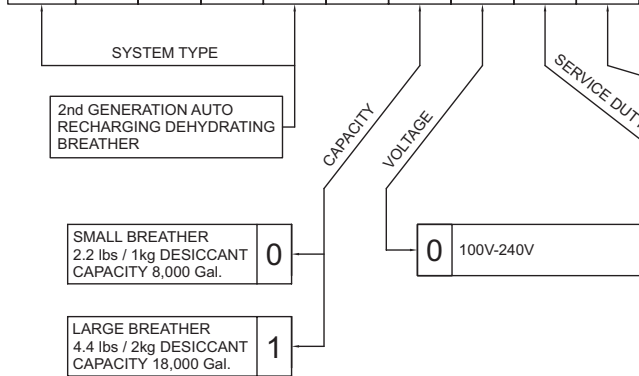 SYSTEM TYPE
2nd GENERATION AUTO
RECHARGING DEHYDRATING
BREATHER
CAPACITY
VOLTAGE
SERVICE
SMALL BREATHER
2.2 lbs / 1kg DESICCANT
CAPACITY 8,000 Gal.
0
0
100V-240V
LARGE BREATHER
4.4 lbs / 2kg DESICCANT
CAPACITY 18,000 Gal.
1